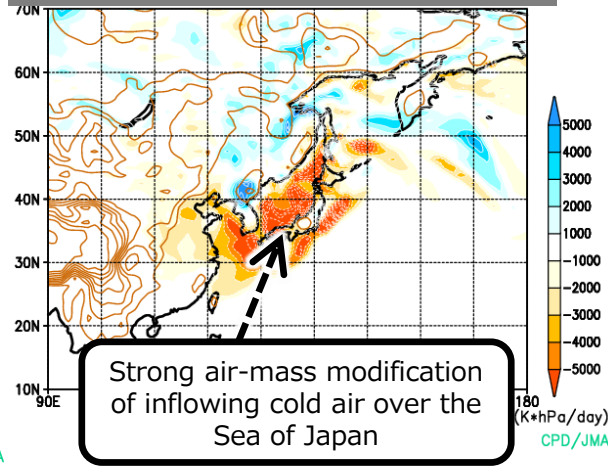 70N
60N
50N
40N
30N
20N
10N
90E
180
5000
4000
3000
2000
1000
-1000
-2000
-3000
-4000
-5000
(K*hPa/day)
CPD/JMA
A
Strong air-mass modification
of inflowing cold air over the
Sea of Japan